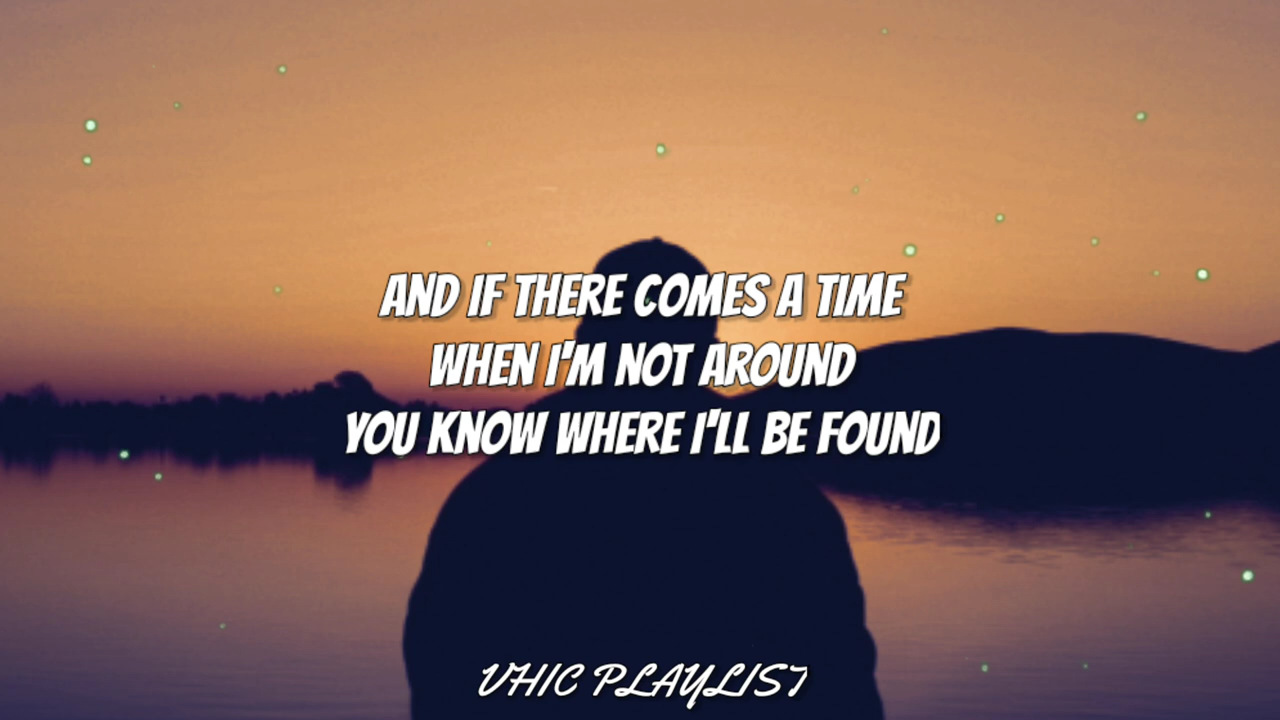 AND IF THERE COMES A TIME
WHEN I'M NOT AROUND
YOU KNOW WHERE I'LL BE FOUND
VHIC PLAYLIST